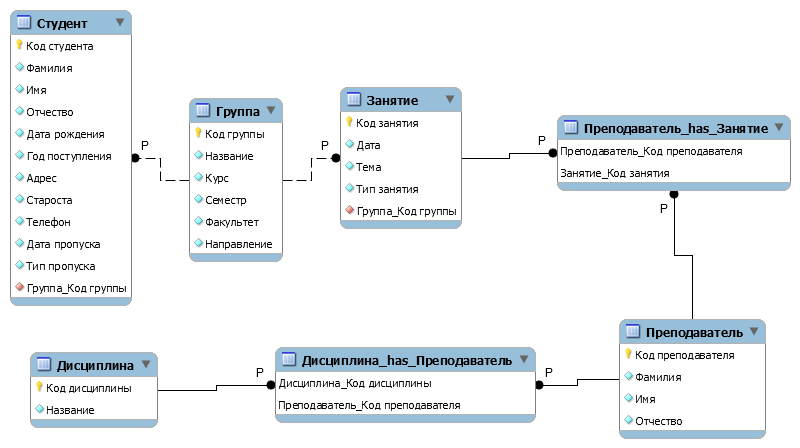 Студент
Код студента
Фамилия
Имя
Отчество
Дата рождения
Год поступления
Адрес
Староста
Телефон
Дата пропуска
Тип пропуска
Группа_Код группы
P
Группа
Код группы
Название
Курс
Семестр
Факультет
Направление
P
Занятие
Код занятия
Дата
Тема
Тип занятия
Группа_Код группы
P
Преподаватель_has_Занятие
Преподаватель_Код преподавателя
Занятие_Код занятия
P
Дисциплина
Код дисциплины
Название
P
Дисциплина_has_Преподаватель
Дисциплина_Код дисциплины
Преподаватель_Код преподавателя
P
Преподаватель
Код преподавателя
Фамилия
Имя
Отчество